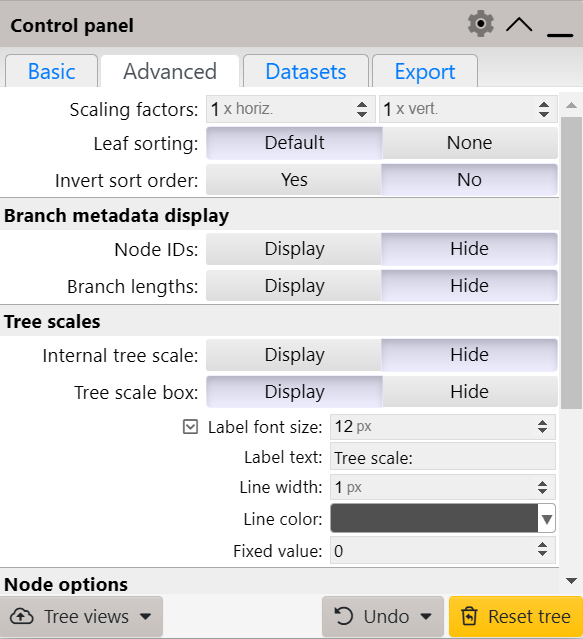 Control panel
Basic Advanced Datasets Export
Scaling factors: 1 x horiz. 1 x vert.
Leaf sorting: Default None
Invert sort order: Yes No
Branch metadata display
Node IDs: Display Hide
Branch lengths: Display Hide
Tree scales
Internal tree scale: Display Hide
Tree scale box: Display Hide
Label font size: 12 px
Label text: Tree scale:
Line width: 1 px
Line color:
Fixed value: 0
Node options
Tree views Undo Reset tree